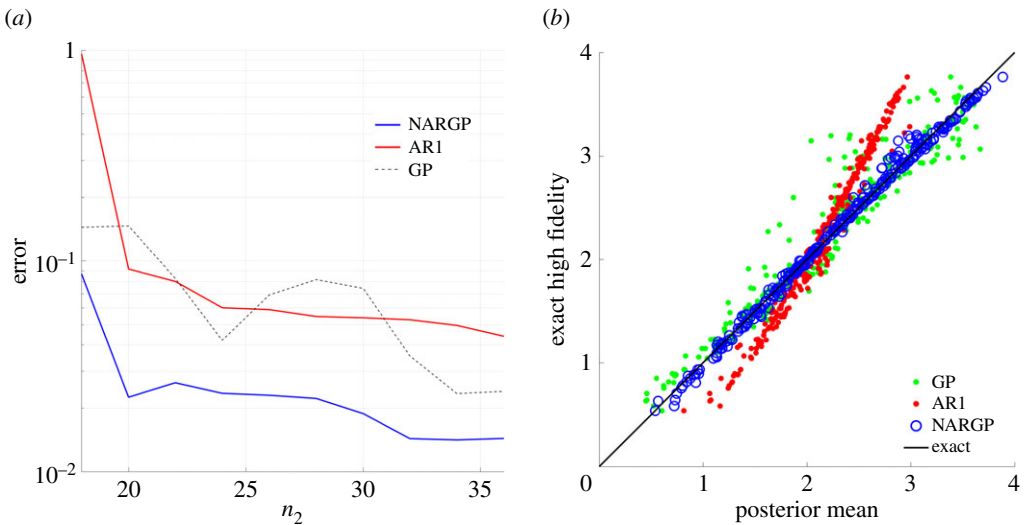 (a)
1
10⁻¹
10⁻²
error
NARGP
AR1
GP
20
25
30
35
n₂
(b)
4
3
2
1
0
1
2
3
4
exact high fidelity
posterior mean
GP
AR1
NARGP
exact